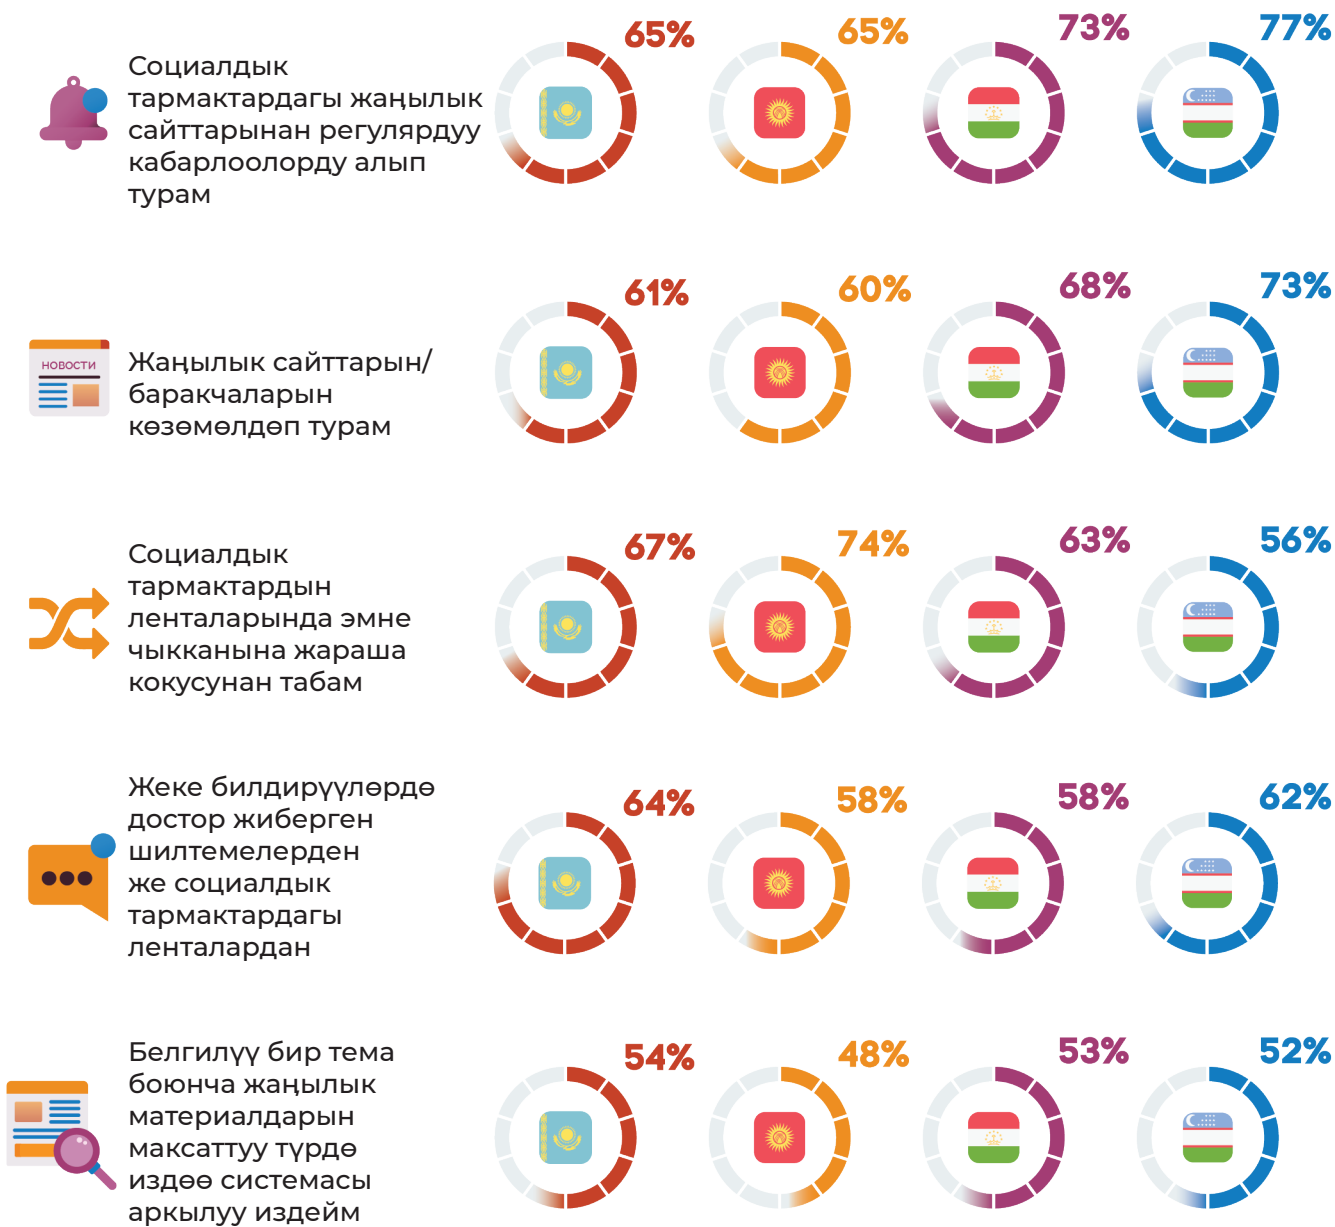 65% 65% 73% 77%
Социалдык
тармактардагы жаңылык
сайттарынан регулярдуу
кабарлоолорду алып
турам
61% 60% 68% 73%
НОВОСТИ
Жаңылык сайттарын/
баракчаларын
көзөмөлдөп турам
67% 74% 63% 56%
Социалдык
тармактардын
ленталарында эмне
чыкканына жараша
кокусунан табам
64% 58% 58% 62%
Жеке билдирүүлөрдө
достор жиберген
шилтемелерден
же социалдык
тармактардагы
ленталардан
54% 48% 53% 52%
Белгилүү бир тема
боюнча жаңылык
материалдарын
максаттуу түрдө
издөө системасы
аркылуу издейм